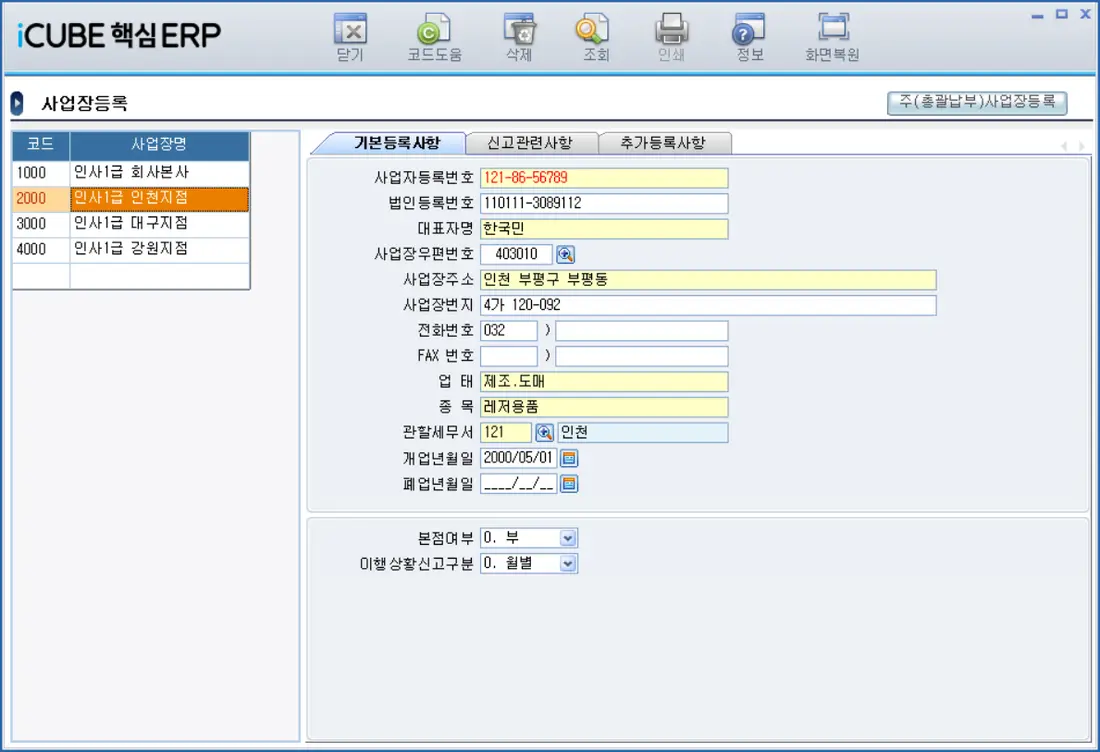 iCUBE 핵심 ERP
닫기 코드도움 삭제 조회 인쇄 정보 화면복원
사업장등록
주(총괄납부)사업장등록
코드 사업장명
1000 인사1급 회사본사
2000 인사1급 인천지점
3000 인사1급 대구지점
4000 인사1급 강원지점
기본등록사항 신고관련사항 추가등록사항
사업자등록번호 121-86-56789
법인등록번호 110111-3089112
대표자명 한국민
사업장우편번호 403010
사업장주소 인천 부평구 부평동
사업장번지 4가 120-092
전화번호 032 )
FAX 번호 )
업 태 제조.도매
종 목 레저용품
관할세무서 121 인천
개업년월일 2000/05/01
폐업년월일 ____/__/__
본점여부 0. 부
이행상황신고구분 0. 월별